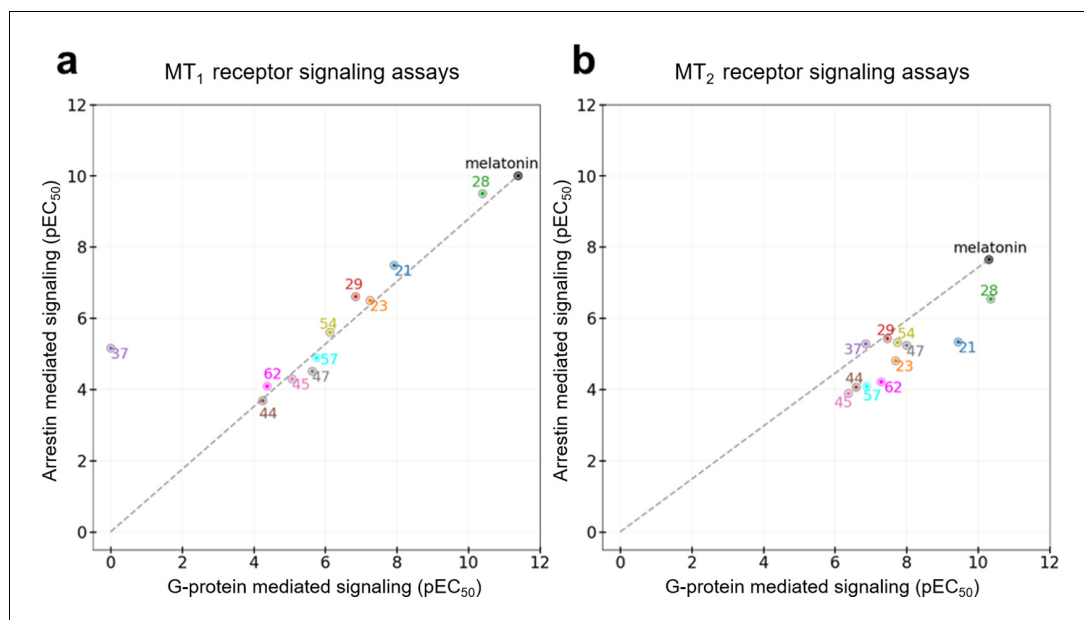 a
MT₁ receptor signaling assays
12
10
8
6
4
2
0
Arrestin mediated signaling (pEC₅₀)
melatonin
28
21
29
23
54
37
57
62
47
45
44
0 2 4 6 8 10 12
G-protein mediated signaling (pEC₅₀)
b
MT₂ receptor signaling assays
12
10
8
6
4
2
0
Arrestin mediated signaling (pEC₅₀)
melatonin
28
29 54
37 47 21
23
44
57 62
45
0 2 4 6 8 10 12
G-protein mediated signaling (pEC₅₀)